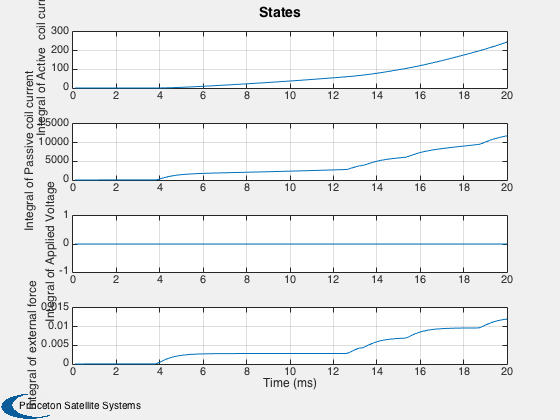 States
Integral of Active coil curr
300
200
100
0
0 2 4 6 8 10 12 14 16 18 20
Integral of Passive coil current
15000
10000
5000
0
0 2 4 6 8 10 12 14 16 18 20
Integral of Applied Voltage
1
0
-1
0 2 4 6 8 10 12 14 16 18 20
Integral of external force
0.015
0.01
0.005
0
0 2 4 6 8 10 12 14 16 18 20
Time (ms)
Princeton Satellite Systems